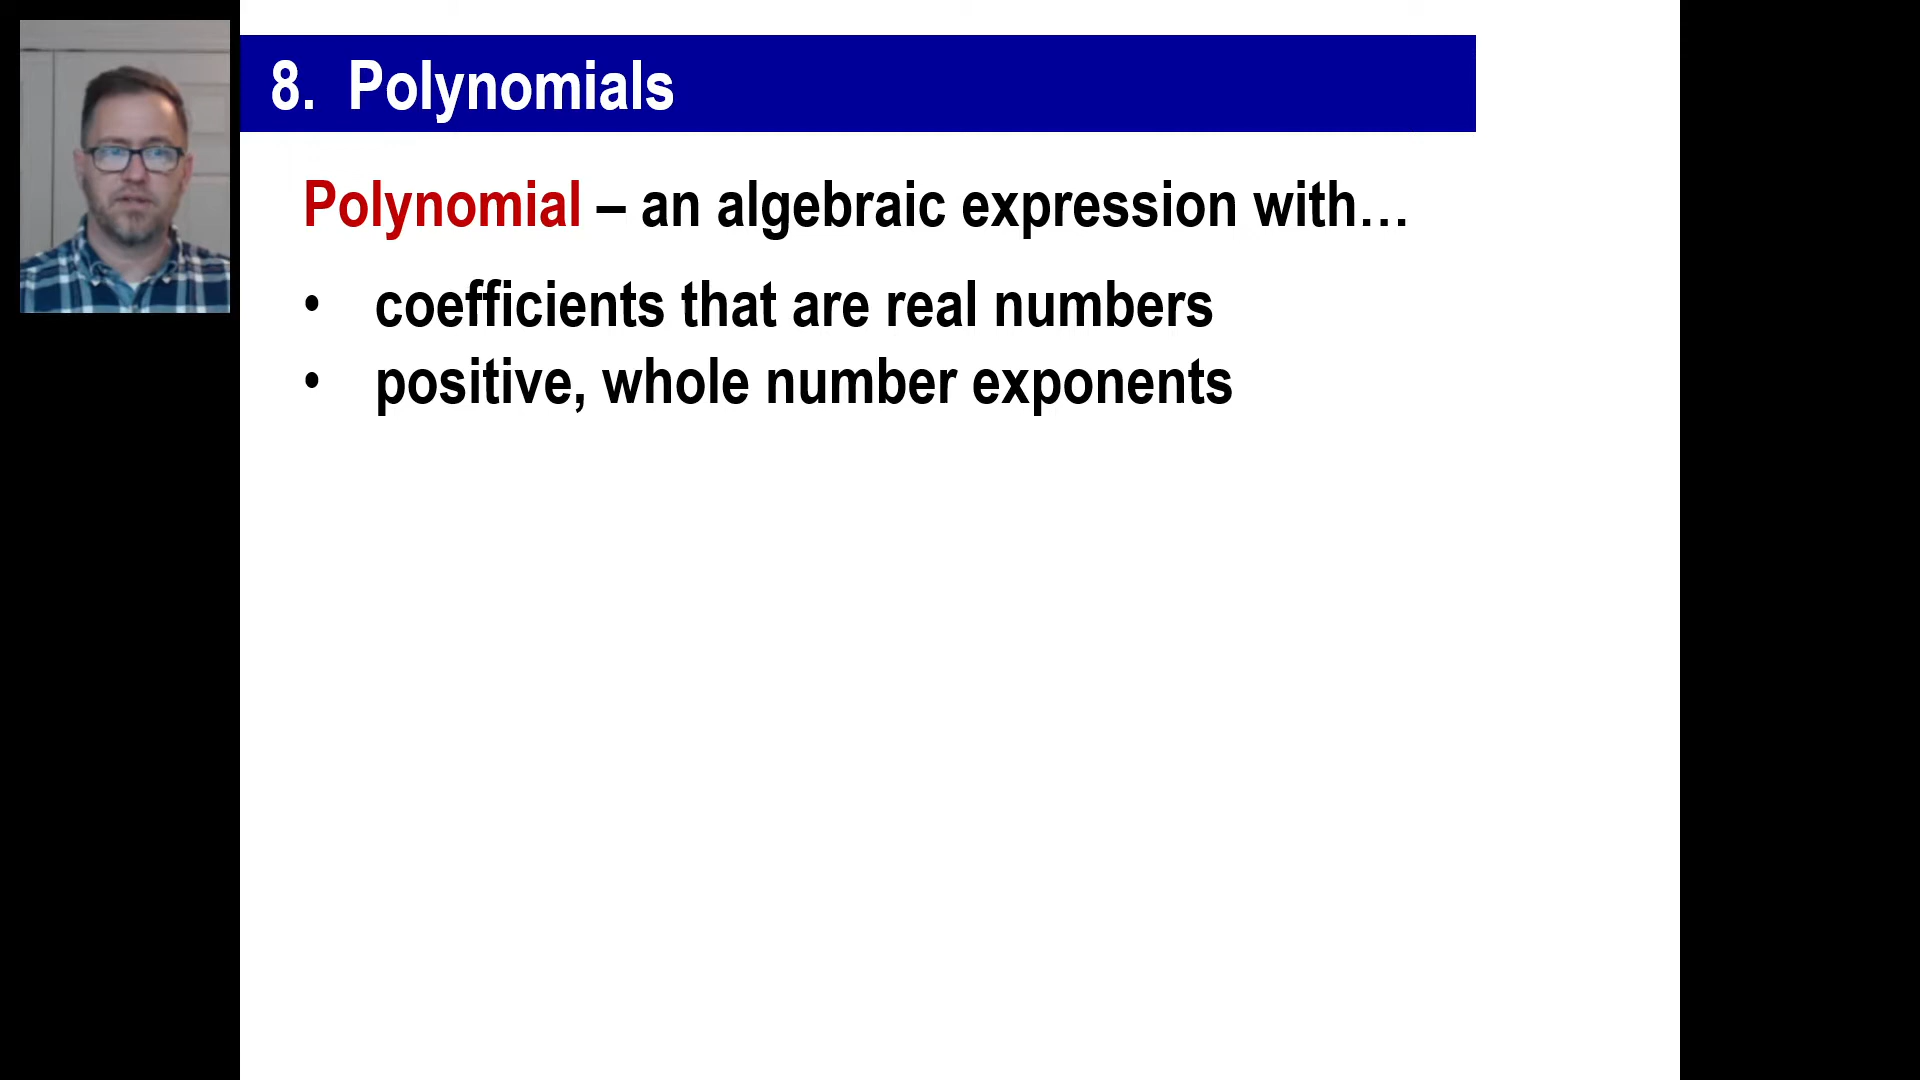 8. Polynomials
Polynomial – an algebraic expression with…
• coefficients that are real numbers
• positive, whole number exponents